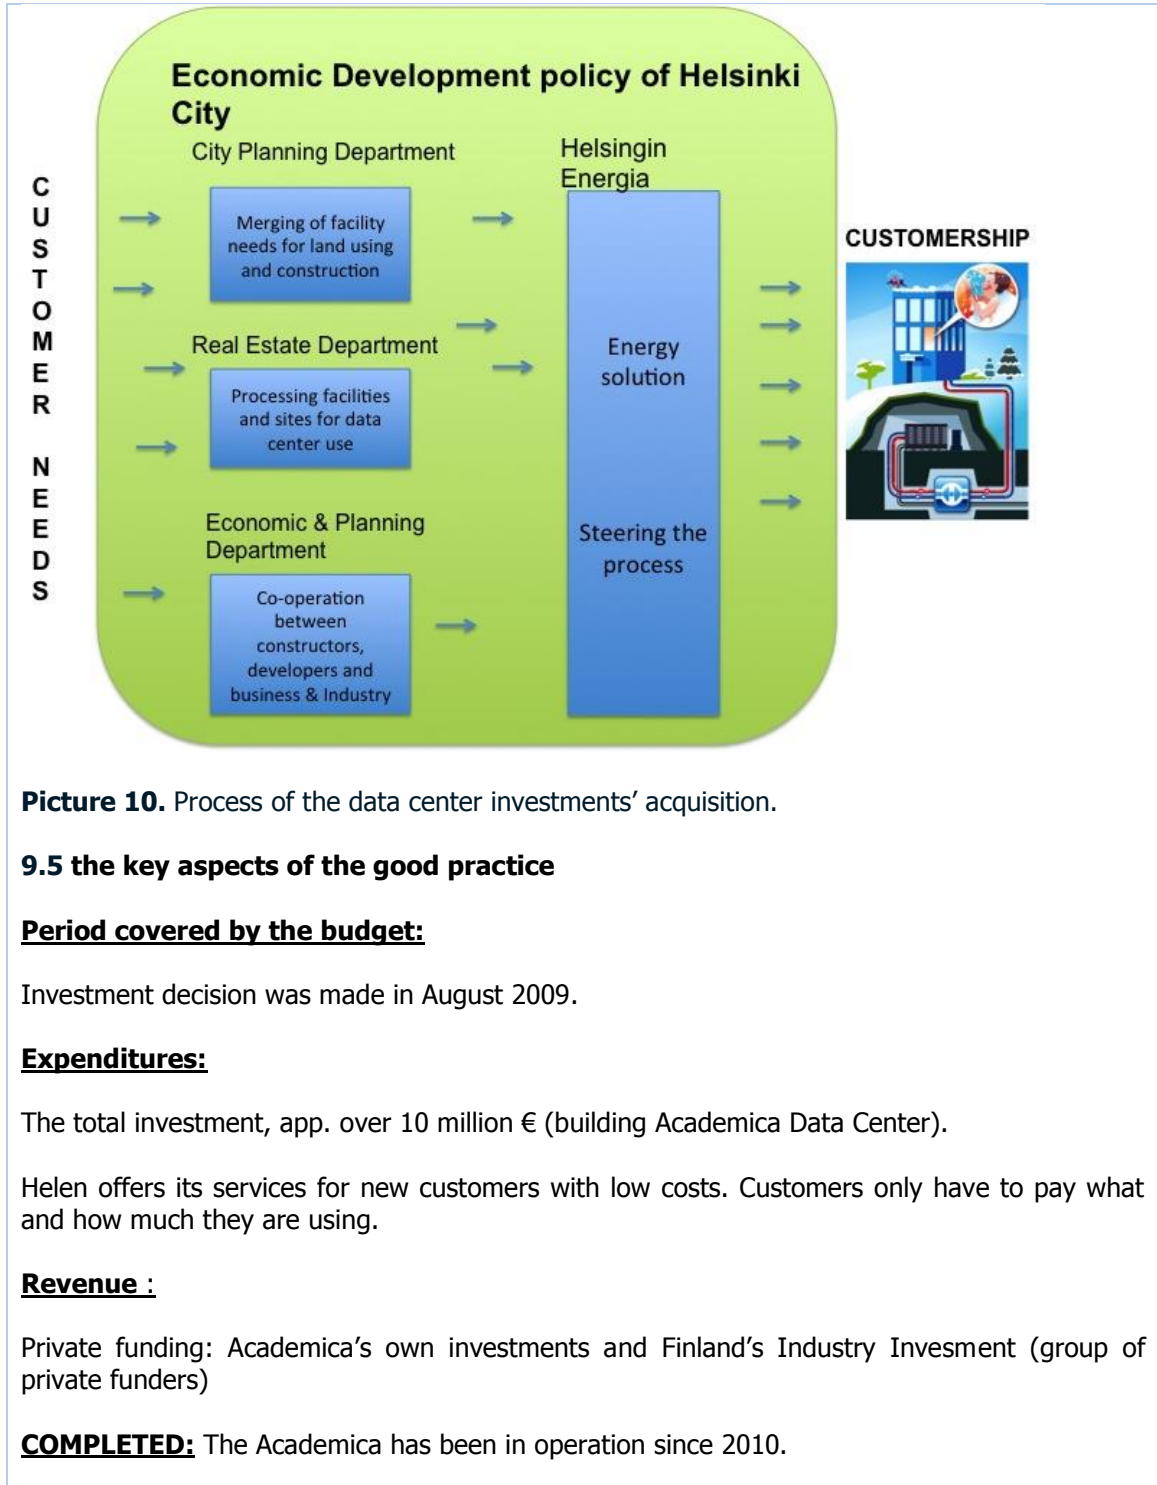 Economic Development policy of Helsinki
City
CUSTOMER NEEDS
City Planning Department
Merging of facility
needs for land using
and construction
Real Estate Department
Processing facilities
and sites for data
center use
Economic & Planning
Department
Co-operation
between
constructors,
developers and
business & Industry
Helsingin
Energia
Energy
solution
Steering the
process
CUSTOMERSHIP
Picture 10. Process of the data center investments’ acquisition.
9.5 the key aspects of the good practice
Period covered by the budget:
Investment decision was made in August 2009.
Expenditures:
The total investment, app. over 10 million € (building Academica Data Center).
Helen offers its services for new customers with low costs. Customers only have to pay what
and how much they are using.
Revenue :
Private funding: Academica’s own investments and Finland’s Industry Invesment (group of
private funders)
COMPLETED: The Academica has been in operation since 2010.